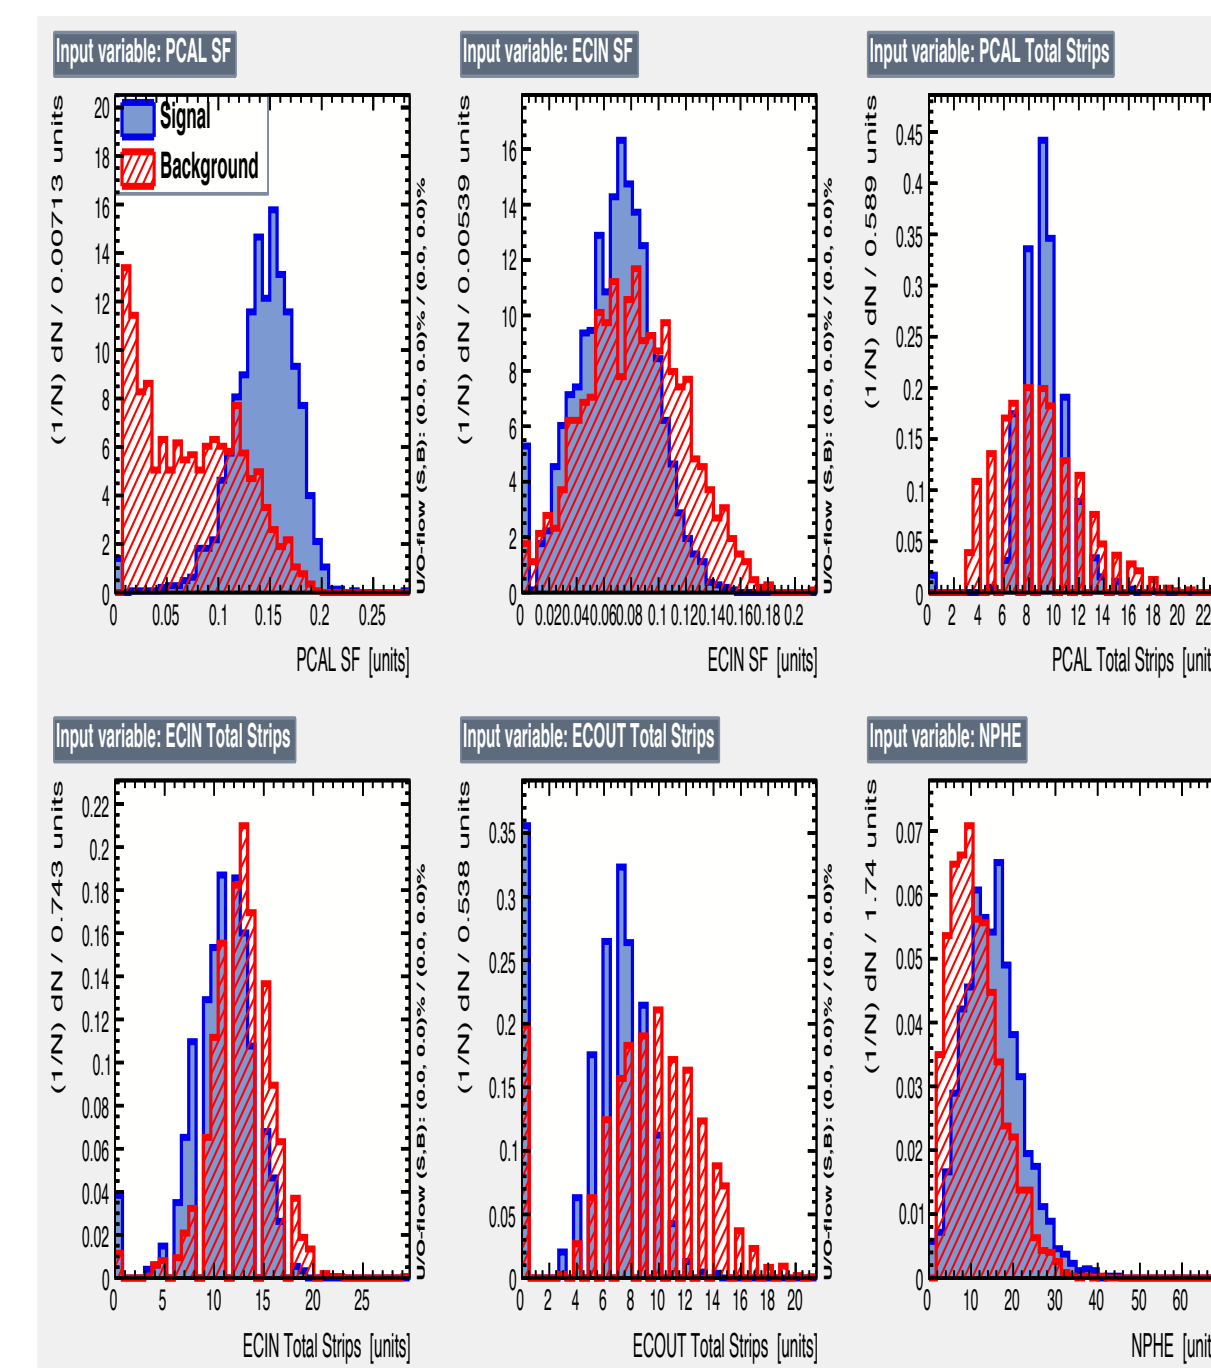 Input variable: PCAL SF
Input variable: ECIN SF
Input variable: PCAL Total Strips
(1/N) dN / 0.00713 units
20
18
16
14
12
10
8
6
4
2
0
Signal
Background
0 0.05 0.1 0.15 0.2 0.25
PCAL SF [units]
U/O-flow (S,B): (0.0, 0.0)% / (0.0, 0.0)%
(1/N) dN / 0.00539 units
16
14
12
10
8
6
4
2
0
0 0.020.040.060.08 0.1 0.120.140.160.18 0.2
ECIN SF [units]
U/O-flow (S,B): (0.0, 0.0)% / (0.0, 0.0)%
(1/N) dN / 0.589 units
0.45
0.4
0.35
0.3
0.25
0.2
0.15
0.1
0.05
0
0 2 4 6 8 10 12 14 16 18 20 22
PCAL Total Strips [unit
Input variable: ECIN Total Strips
Input variable: ECOUT Total Strips
Input variable: NPHE
(1/N) dN / 0.743 units
0.22
0.2
0.18
0.16
0.14
0.12
0.1
0.08
0.06
0.04
0.02
0
0 5 10 15 20 25
ECIN Total Strips [units]
U/O-flow (S,B): (0.0, 0.0)% / (0.0, 0.0)%
(1/N) dN / 0.538 units
0.35
0.3
0.25
0.2
0.15
0.1
0.05
0
0 2 4 6 8 10 12 14 16 18 20
ECOUT Total Strips [units]
U/O-flow (S,B): (0.0, 0.0)% / (0.0, 0.0)%
(1/N) dN / 1.74 units
0.07
0.06
0.05
0.04
0.03
0.02
0.01
0
0 10 20 30 40 50 60
NPHE [unit